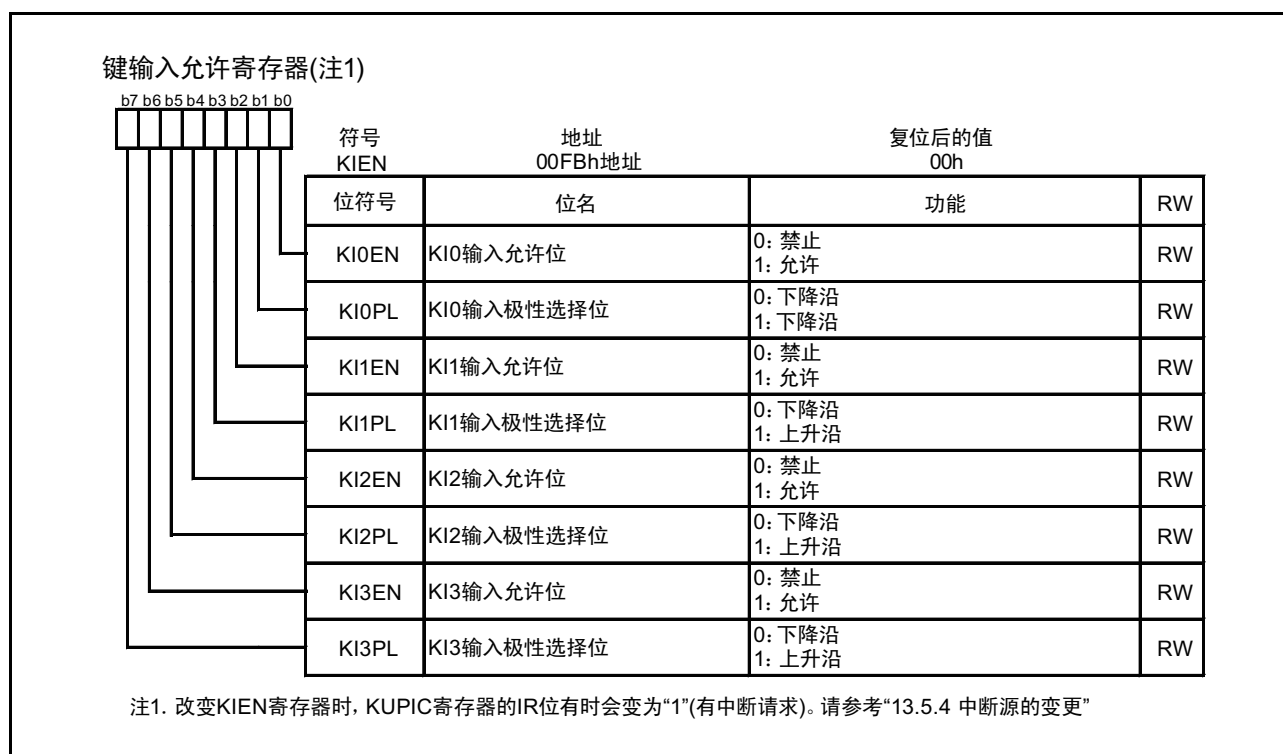 键输入允许寄存器(注1)
b7 b6 b5 b4 b3 b2 b1 b0
符号 地址 复位后的值
KIEN 00FBh地址 00h
位符号 位名 功能 RW
KI0EN KI0输入允许位 0: 禁止 RW
1: 允许
KI0PL KI0输入极性选择位 0: 下降沿 RW
1: 下降沿
KI1EN KI1输入允许位 0: 禁止 RW
1: 允许
KI1PL KI1输入极性选择位 0: 下降沿 RW
1: 上升沿
KI2EN KI2输入允许位 0: 禁止 RW
1: 允许
KI2PL KI2输入极性选择位 0: 下降沿 RW
1: 上升沿
KI3EN KI3输入允许位 0: 禁止 RW
1: 允许
KI3PL KI3输入极性选择位 0: 下降沿 RW
1: 上升沿
注1. 改变KIEN寄存器时, KUPIC寄存器的IR位有时会变为“1”(有中断请求)。请参考“13.5.4 中断源的变更”